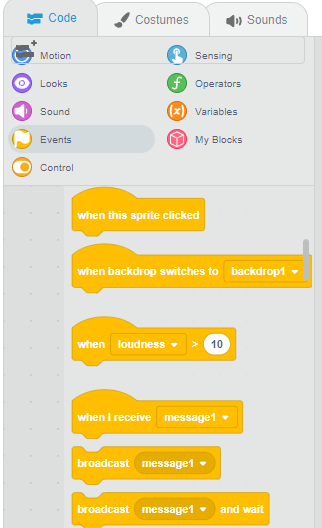 Code Costumes Sounds
Motion Sensing
Looks Operators
Sound Variables
Events My Blocks
Control
when this sprite clicked
when backdrop switches to backdrop1
when loudness > 10
when I receive message1
broadcast message1
broadcast message1 and wait